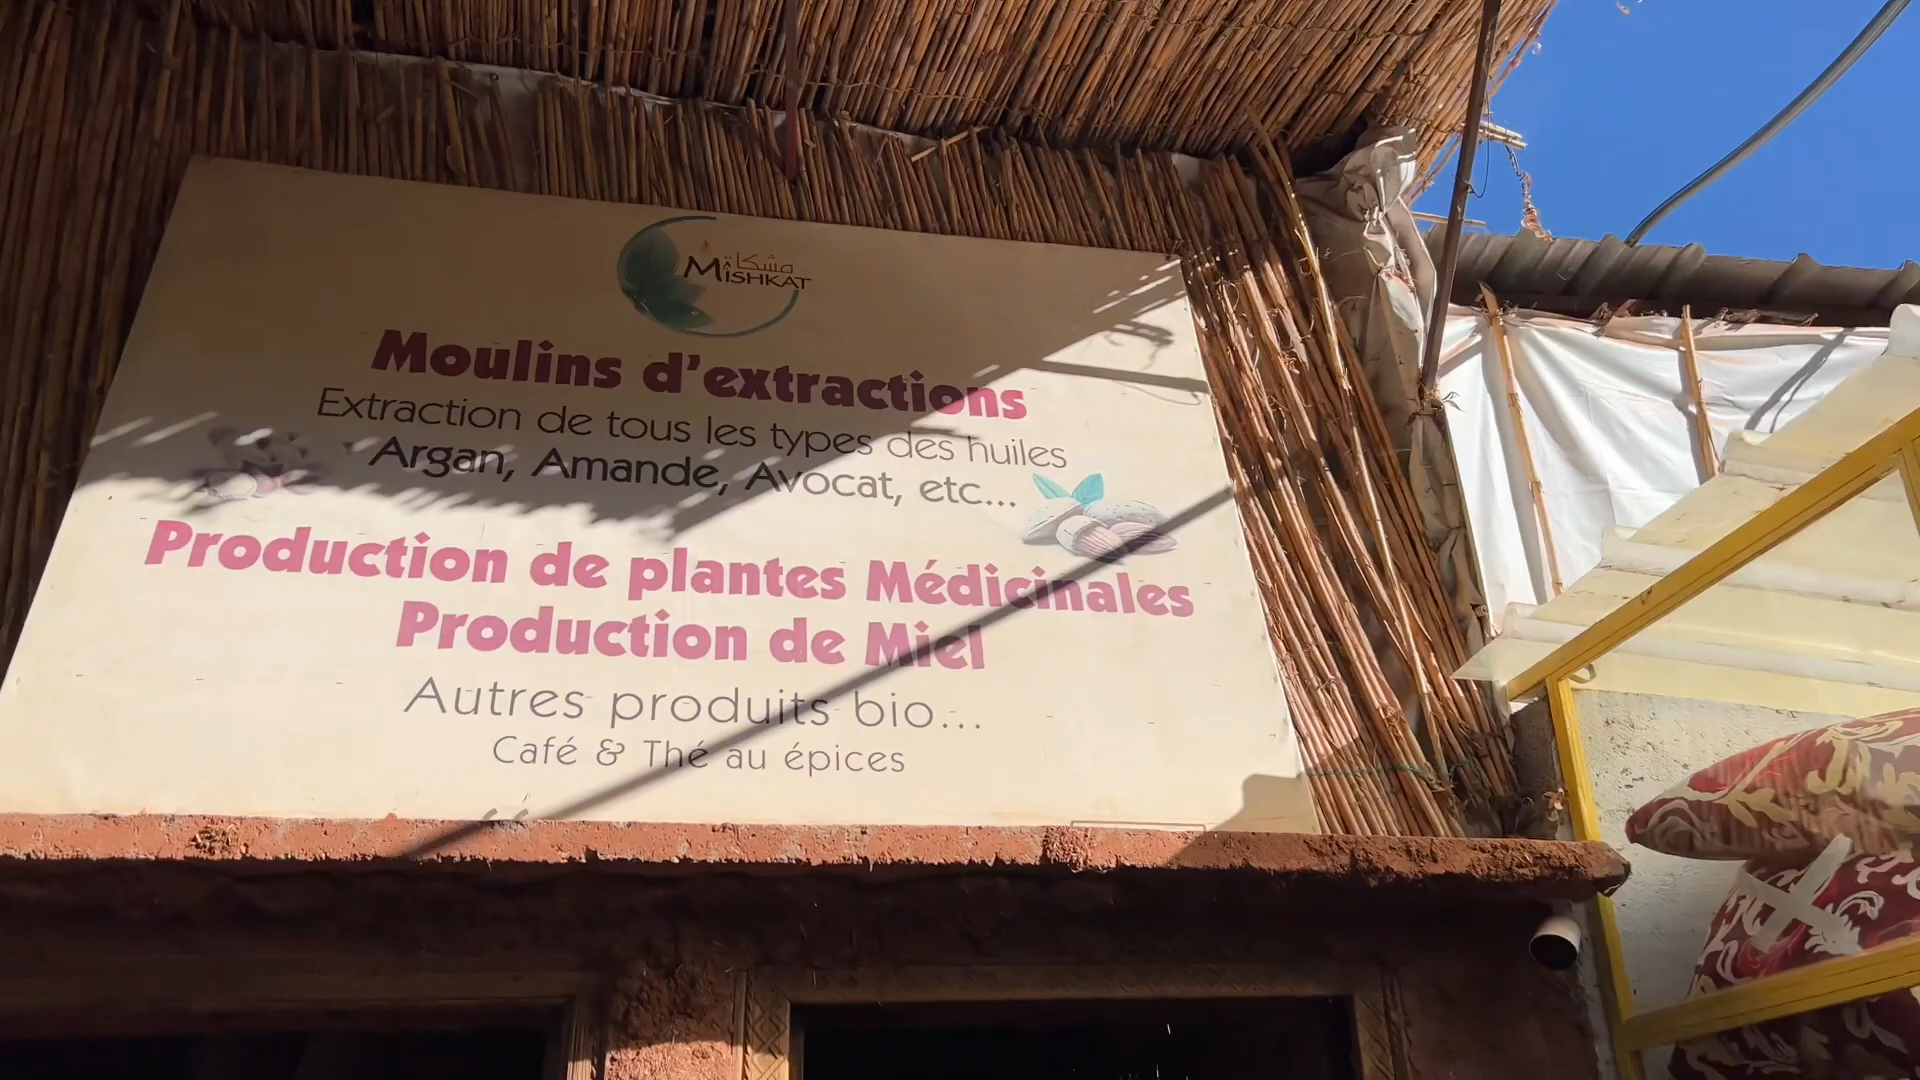 مشكاة
MISHKAT
Moulins d'extractions
Extraction de tous les types des huiles
Argan, Amande, Avocat, etc...
Production de plantes Médicinales
Production de Miel
Autres produits bio...
Café & Thé au épices